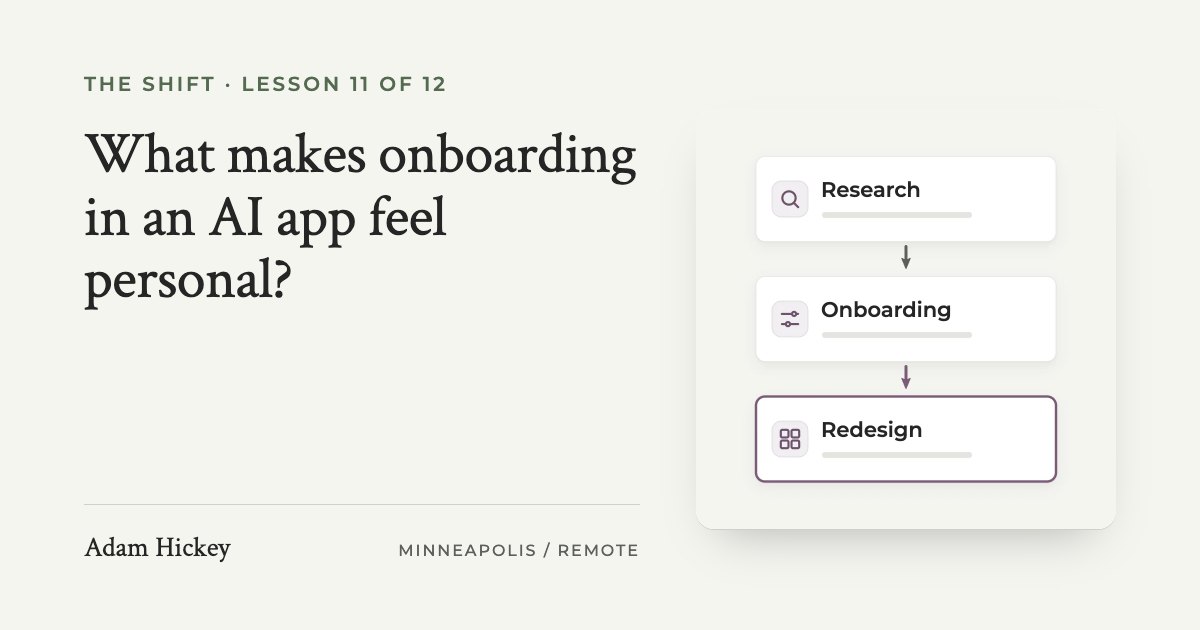 THE SHIFT · LESSON 11 OF 12
What makes onboarding
in an AI app feel
personal?
Adam Hickey
MINNEAPOLIS / REMOTE
Research
Onboarding
Redesign